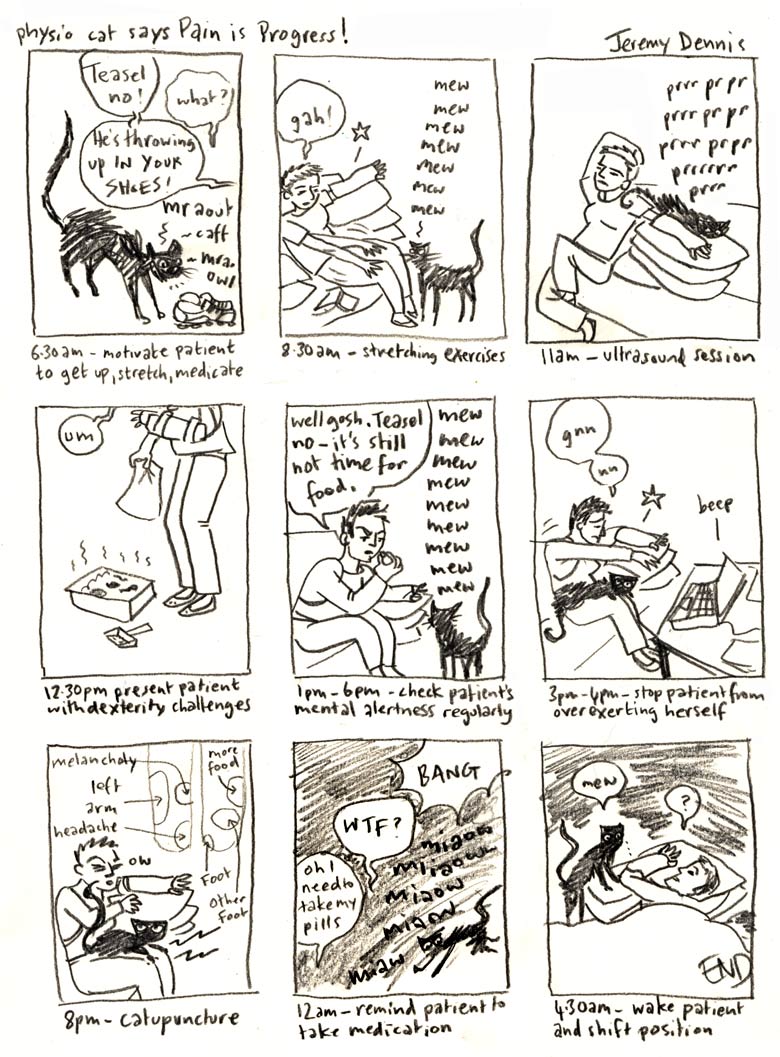 physio cat says Pain is Progress!
Jeremy Dennis
Teasel
no!
what?
He's throwing
up IN YOUR
SHOES!
mraout
~caft
~mra.
owl
6.30am - motivate patient
to get up, stretch, medicate
gah!
mew
mew
mew
mew
mew
mew
mew
8.30am - stretching exercises
prrr pr pr
prrr pr pr
prrr prpr
prrrrrr
prrr
11am - ultrasound session
um
12.30pm present patient
with dexterity challenges
well gosh. Teasel
no - it's still
not time for
food.
mew
mew
mew
mew
mew
mew
mew
mew
mew
1pm - 6pm - check patient's
mental alertness regularly
gnn
nn
beep
3pm - 4pm - stop patient from
overexerting herself
melancholy
left
arm
headache
more
food
ow
Foot
other
Foot
8pm - catupuncture
BANG
WTF?
oh I
need to
take my
pills
miaow
miiaow
miaow
miaow
miaw
12am - remind patient to
take medication
mew
?
END
4.30am - wake patient
and shift position